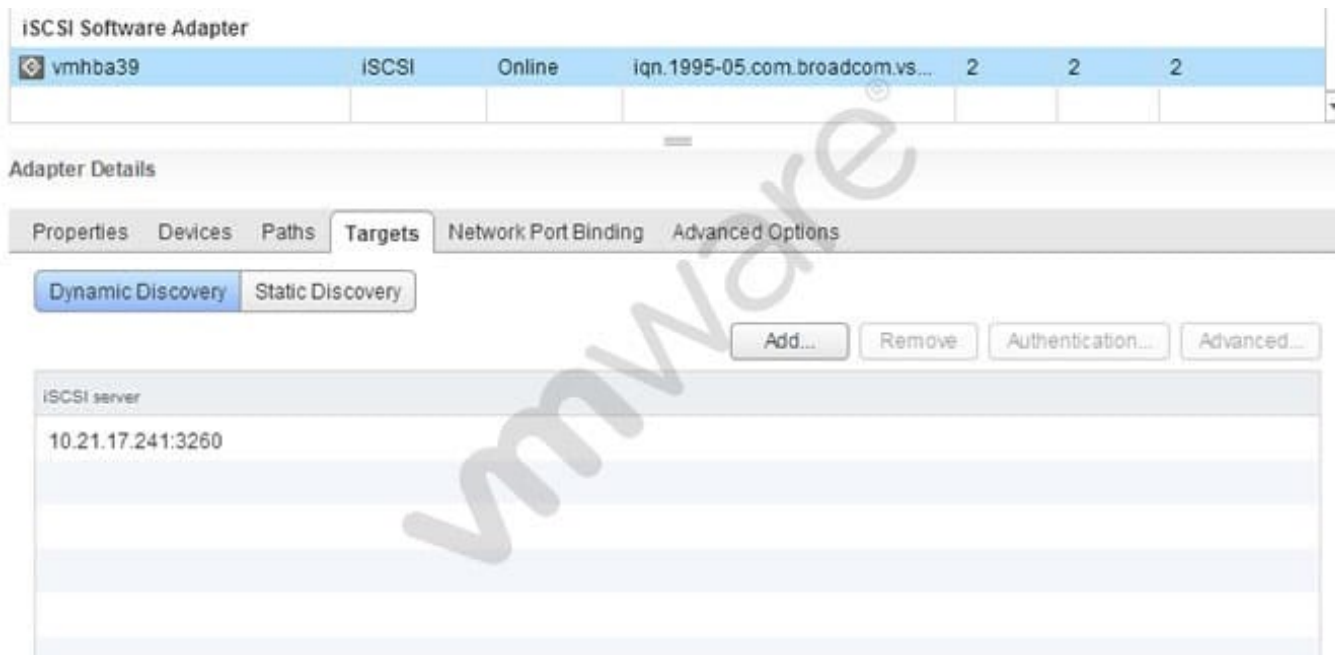 iSCSI Software Adapter
vmhba39 iSCSI Online iqn.1995-05.com.broadcom.vs... 2 2 2
Adapter Details
Properties Devices Paths Targets Network Port Binding Advanced Options
Dynamic Discovery Static Discovery
Add... Remove Authentication... Advanced...
iSCSI server
10.21.17.241:3260
vmware®